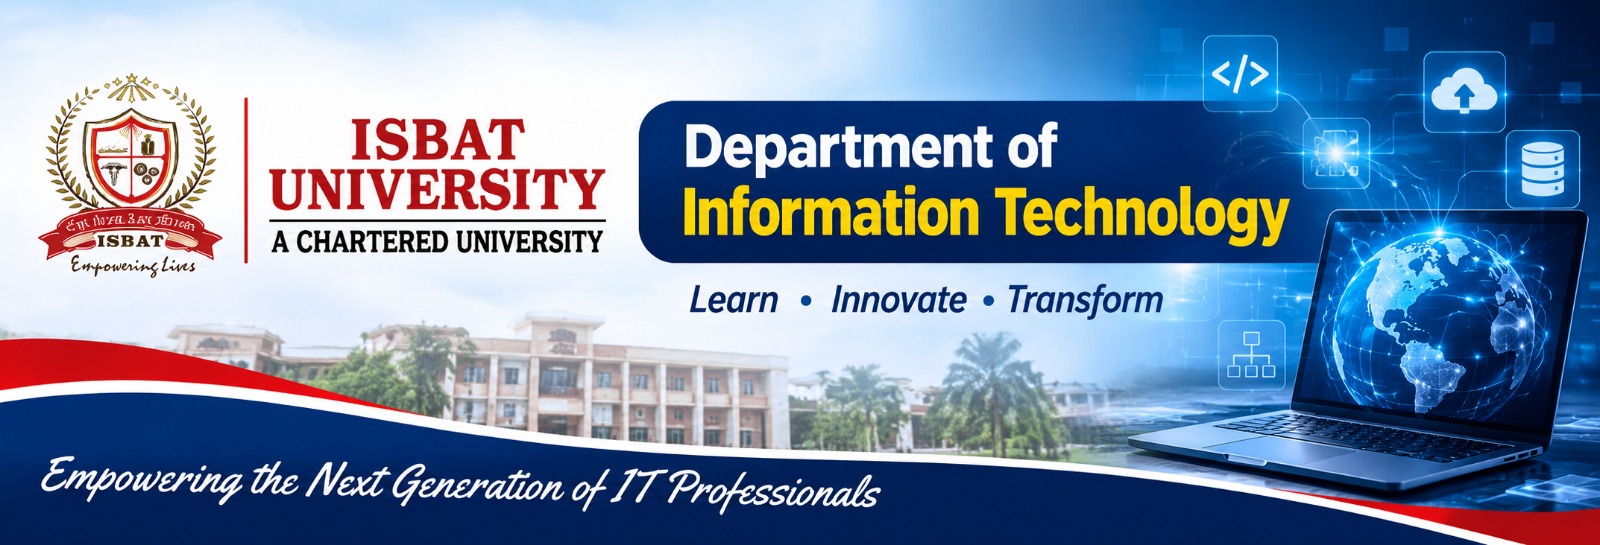 ISBAT
Empowering Lives
ISBAT
UNIVERSITY
A CHARTERED UNIVERSITY
Department of
Information Technology
Learn • Innovate • Transform
</>
Empowering the Next Generation of IT Professionals